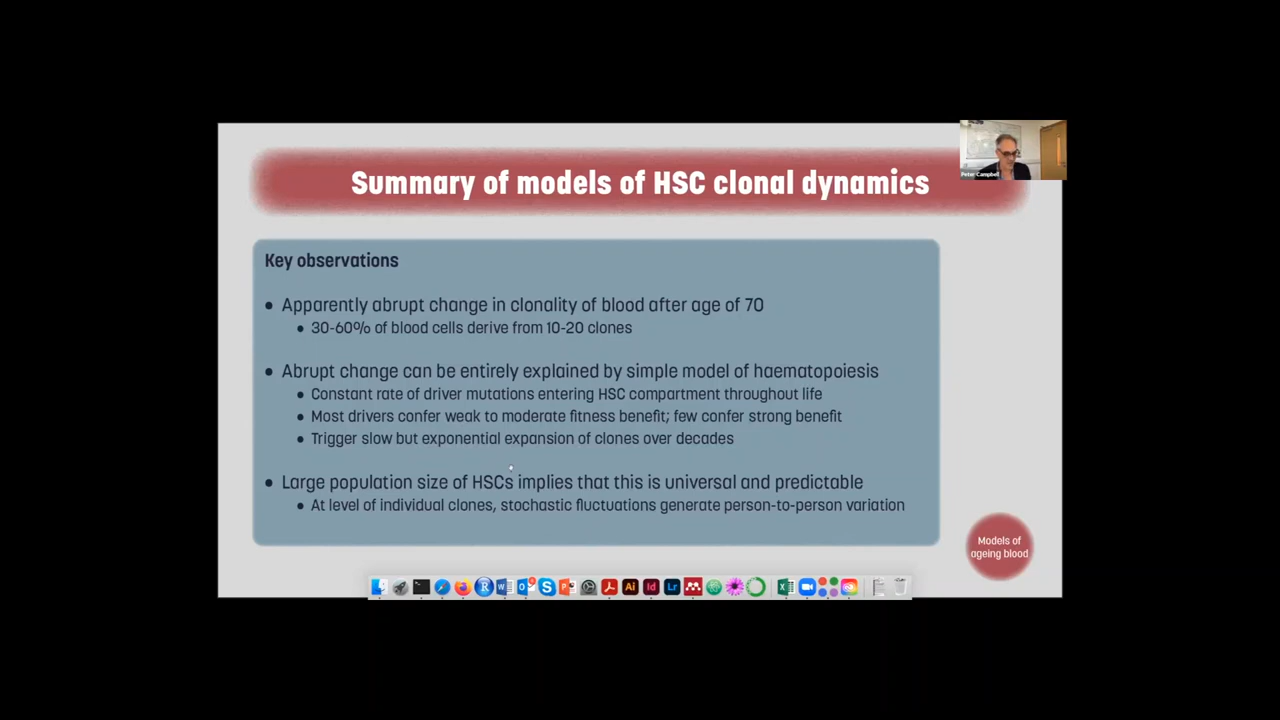 Summary of models of HSC clonal dynamics
Peter Campbell
Key observations
• Apparently abrupt change in clonality of blood after age of 70
• 30-60% of blood cells derive from 10-20 clones
• Abrupt change can be entirely explained by simple model of haematopoiesis
• Constant rate of driver mutations entering HSC compartment throughout life
• Most drivers confer weak to moderate fitness benefit; few confer strong benefit
• Trigger slow but exponential expansion of clones over decades
• Large population size of HSCs implies that this is universal and predictable
• At level of individual clones, stochastic fluctuations generate person-to-person variation
Models of
ageing blood